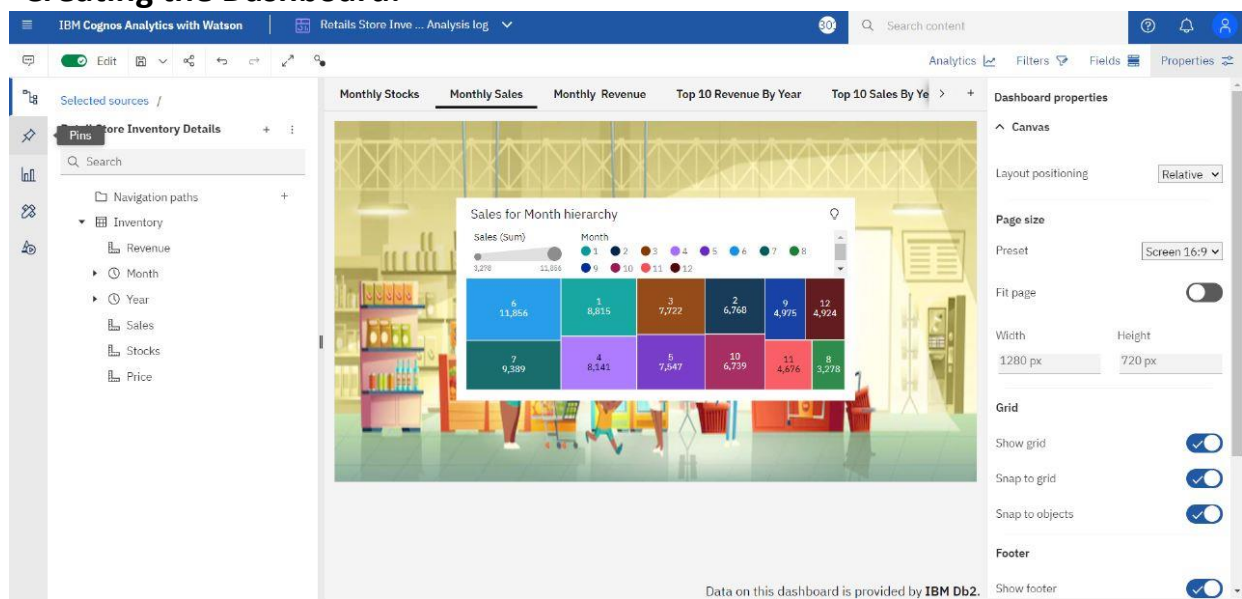 Creating the Dashboard:
IBM Cognos Analytics with Watson
Retails Store Inve ... Analysis log
Search content
Edit
Analytics
Filters
Fields
Properties
Selected sources /
Store Inventory Details
Pins
Search
Navigation paths
Inventory
Revenue
Month
Year
Sales
Stocks
Price
Monthly Stocks
Monthly Sales
Monthly Revenue
Top 10 Revenue By Year
Top 10 Sales By Ye
Sales for Month hierarchy
Sales (Sum)
Month
1 2 3 4 5 6 7 8
3,278 11,856 9 10 11 12
6
11,856
1
8,815
3
7,722
2
6,768
9
4,975
12
4,924
7
9,389
4
8,141
5
7,547
10
6,739
11
4,676
8
3,278
Data on this dashboard is provided by IBM Db2.
Dashboard properties
Canvas
Layout positioning
Relative
Page size
Preset
Screen 16:9
Fit page
Width Height
1280 px 720 px
Grid
Show grid
Snap to grid
Snap to objects
Footer
Show footer